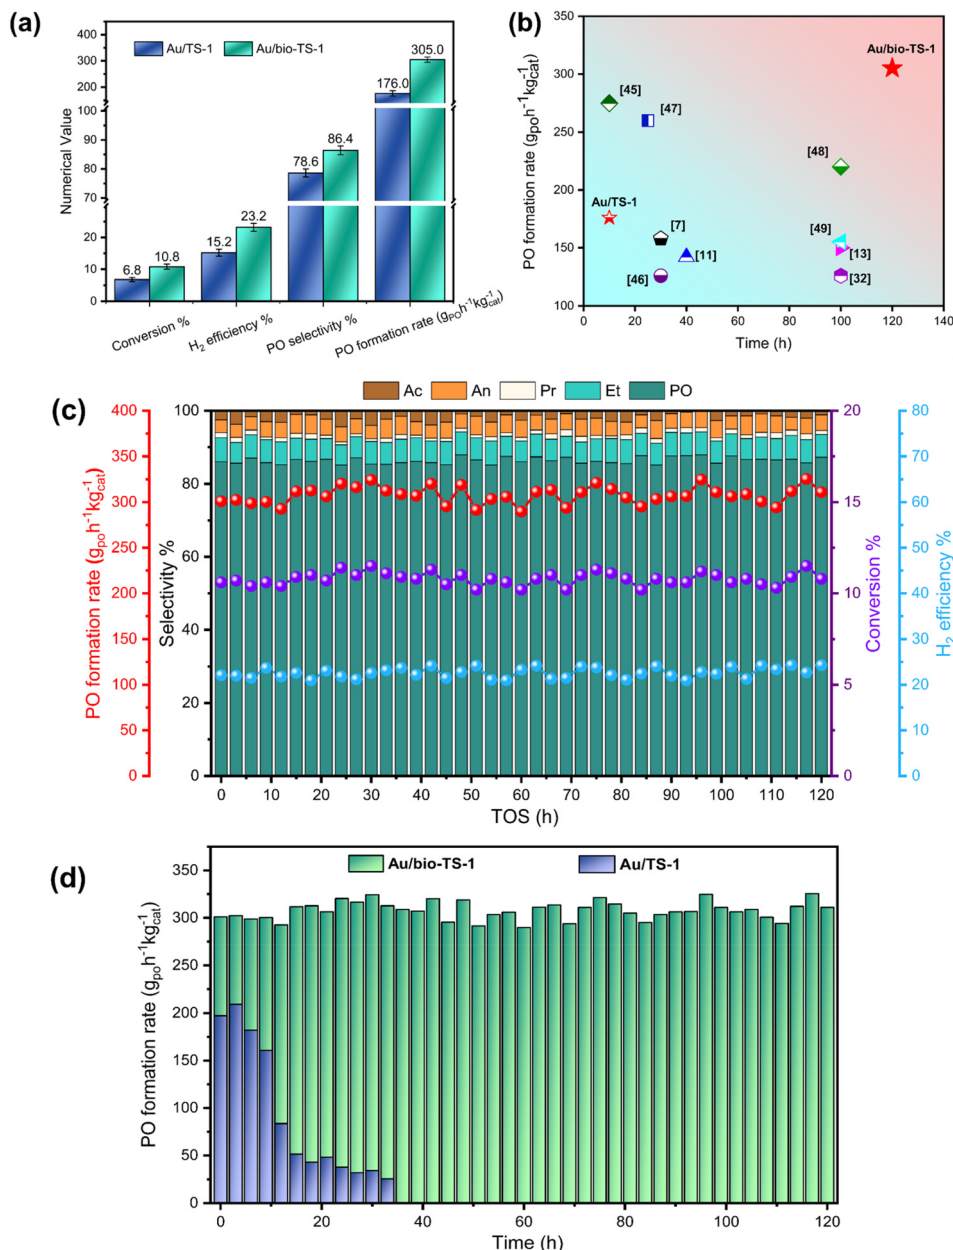 (a)
Au/TS-1 Au/bio-TS-1
Numerical Value
400
300
200
100
90
80
70
20
10
0
6.8
10.8
15.2
23.2
78.6
86.4
176.0
305.0
Conversion %
H2 efficiency %
PO selectivity %
PO formation rate (gPOh-1kg-1cat)
(b)
PO formation rate (gpoh-1kg-1cat)
350
300
250
200
150
100
Au/bio-TS-1
[45]
[47]
[48]
Au/TS-1
[7]
[49]
[11]
[13]
[46]
[32]
0 20 40 60 80 100 120 140
Time (h)
Ac An Pr Et PO
(c)
PO formation rate (gpoh-1kg-1cat)
400
350
300
250
200
150
100
50
0
Selectivity %
100
80
60
40
20
0
Conversion %
20
15
10
5
0
H2 efficiency %
80
70
60
50
40
30
20
10
0
0 10 20 30 40 50 60 70 80 90 100 110 120
TOS (h)
(d)
Au/bio-TS-1 Au/TS-1
PO formation rate (gpoh-1kg-1cat)
350
300
250
200
150
100
50
0
0 20 40 60 80 100 120
Time (h)